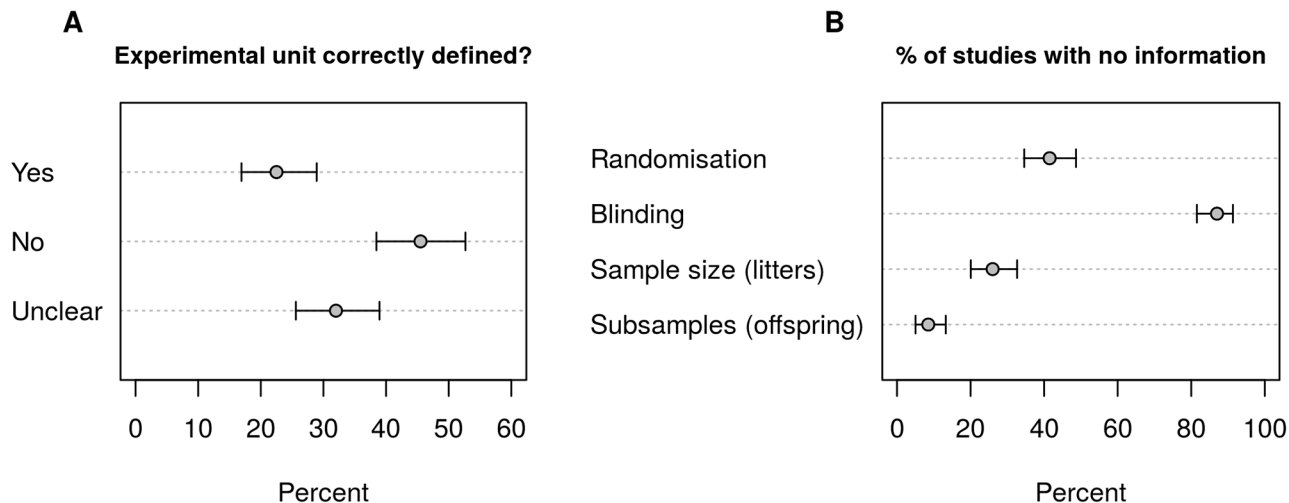 A
Experimental unit correctly defined?
Yes
No
Unclear
0 10 20 30 40 50 60
Percent
B
% of studies with no information
Randomisation
Blinding
Sample size (litters)
Subsamples (offspring)
0 20 40 60 80 100
Percent